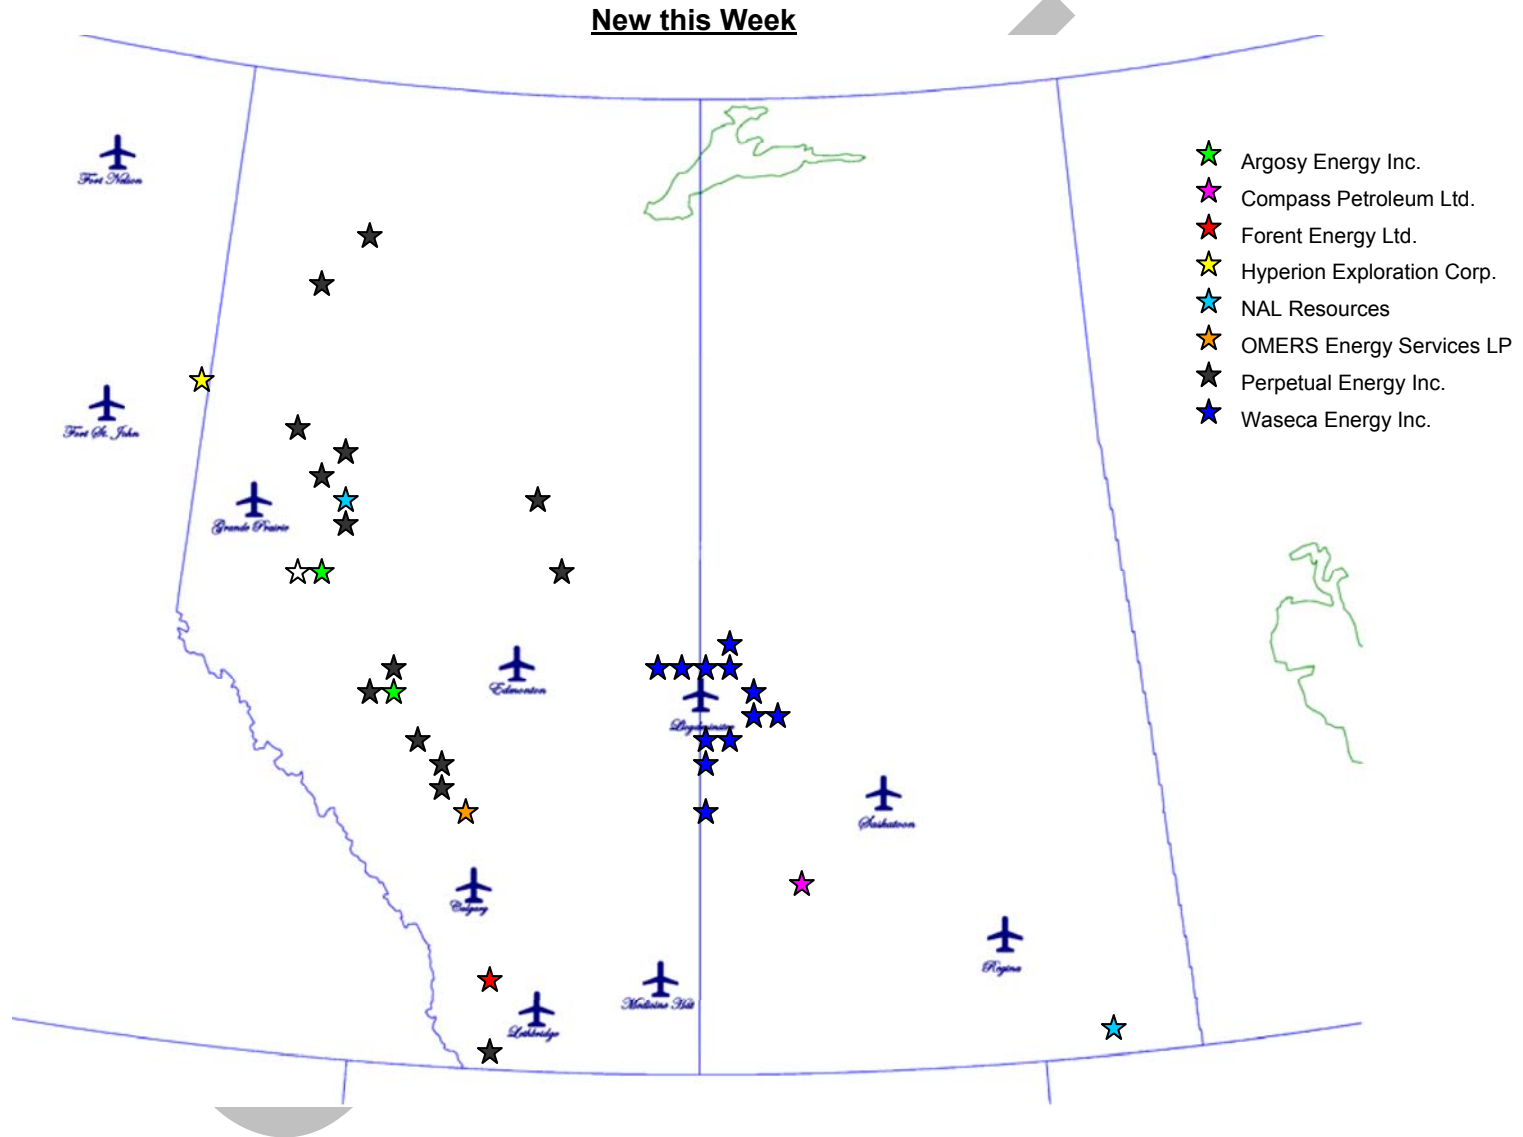 New this Week
Fort Nelson
Argosy Energy Inc.
Compass Petroleum Ltd.
Forent Energy Ltd.
Hyperion Exploration Corp.
NAL Resources
OMERS Energy Services LP
Perpetual Energy Inc.
Waseca Energy Inc.
Fort St. John
Grande Prairie
Edmonton
Lloydminster
Saskatoon
Calgary
Regina
Medicine Hat
Lethbridge